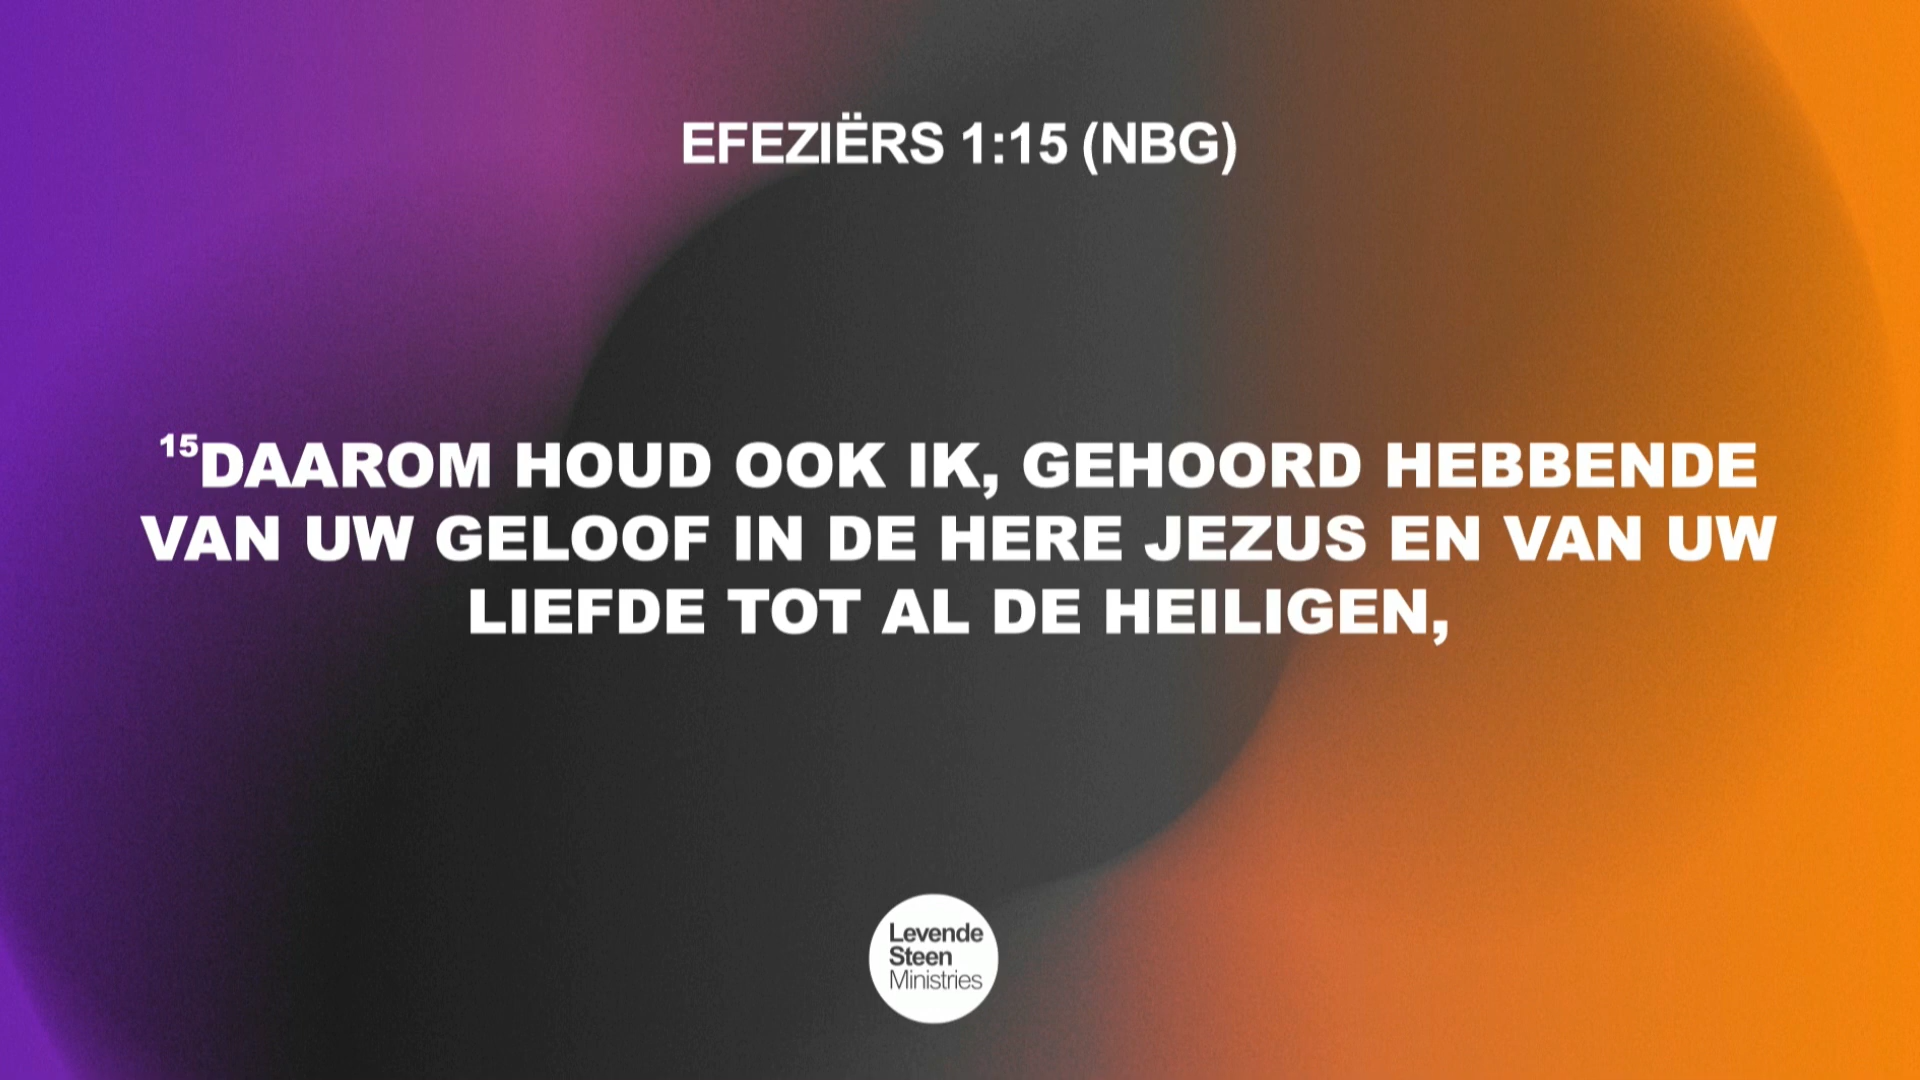 EFEZIËRS 1:15 (NBG)
¹⁵DAAROM HOUD OOK IK, GEHOORD HEBBENDE
VAN UW GELOOF IN DE HERE JEZUS EN VAN UW
LIEFDE TOT AL DE HEILIGEN,
Levende
Steen
Ministries